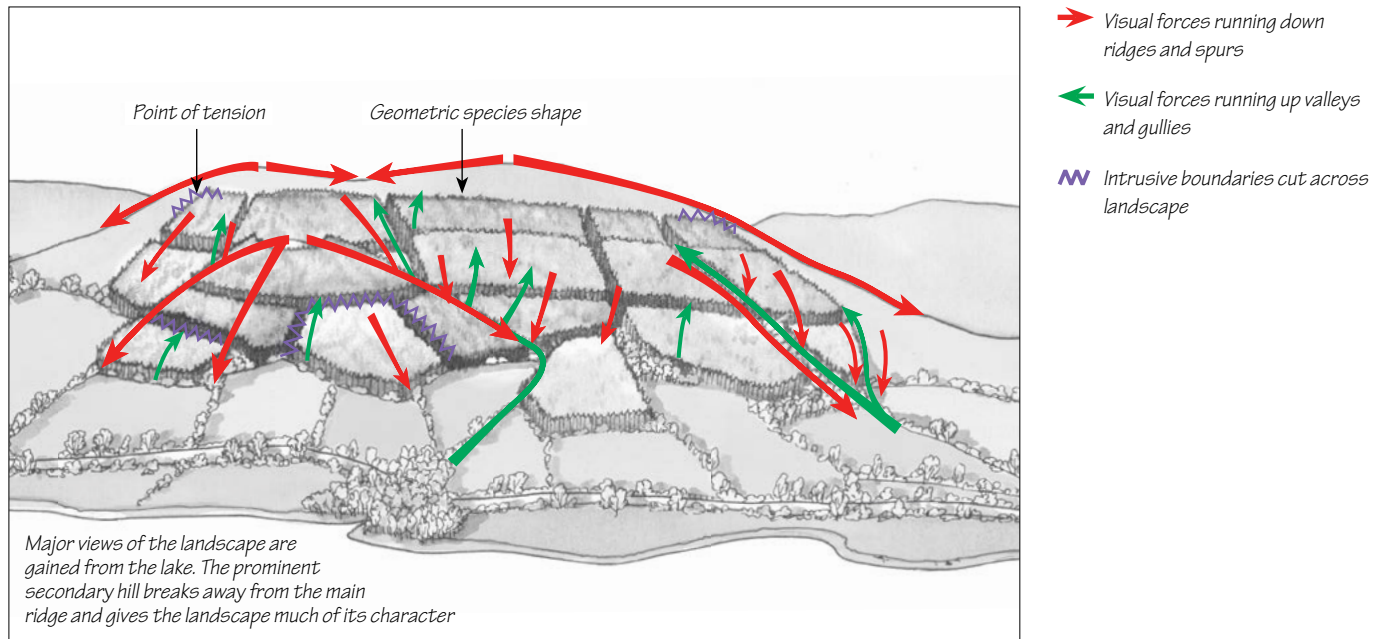 Visual forces running down
ridges and spurs
Visual forces running up valleys
and gullies
Intrusive boundaries cut across
landscape
Point of tension
Geometric species shape
Major views of the landscape are
gained from the lake. The prominent
secondary hill breaks away from the main
ridge and gives the landscape much of its character